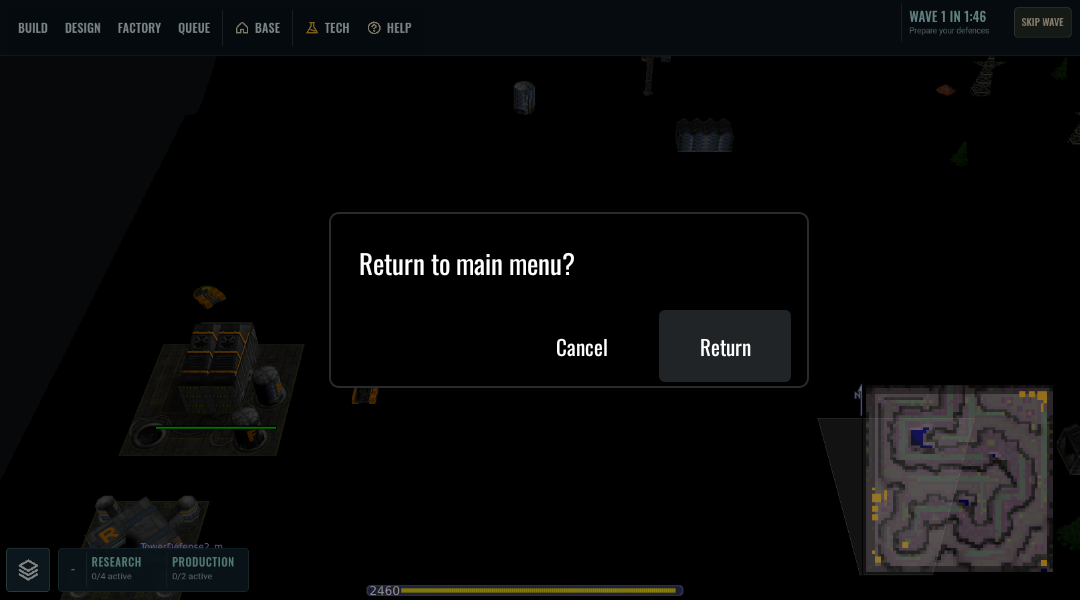 BUILD DESIGN FACTORY QUEUE BASE TECH HELP
WAVE 1 IN 1:46
Prepare your defences
SKIP WAVE
Return to main menu?
Cancel Return
N
R
TowerDefense2_m
- RESEARCH PRODUCTION
0/4 active 0/2 active
2460